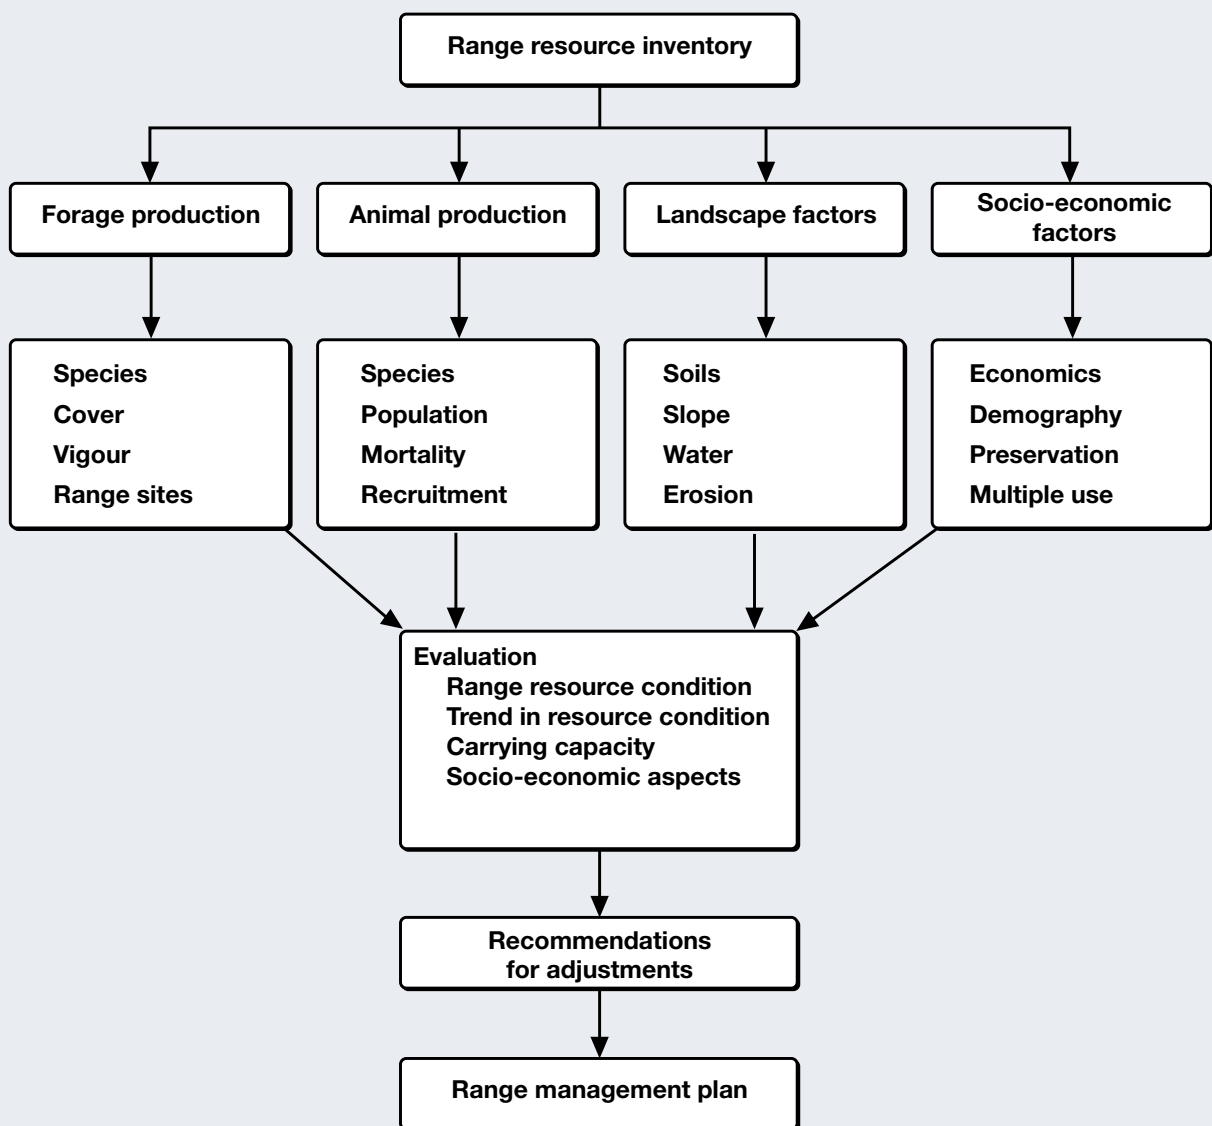 Range resource inventory
Forage production
Animal production
Landscape factors
Socio-economic
factors
Species
Cover
Vigour
Range sites
Species
Population
Mortality
Recruitment
Soils
Slope
Water
Erosion
Economics
Demography
Preservation
Multiple use
Evaluation
Range resource condition
Trend in resource condition
Carrying capacity
Socio-economic aspects
Recommendations
for adjustments
Range management plan